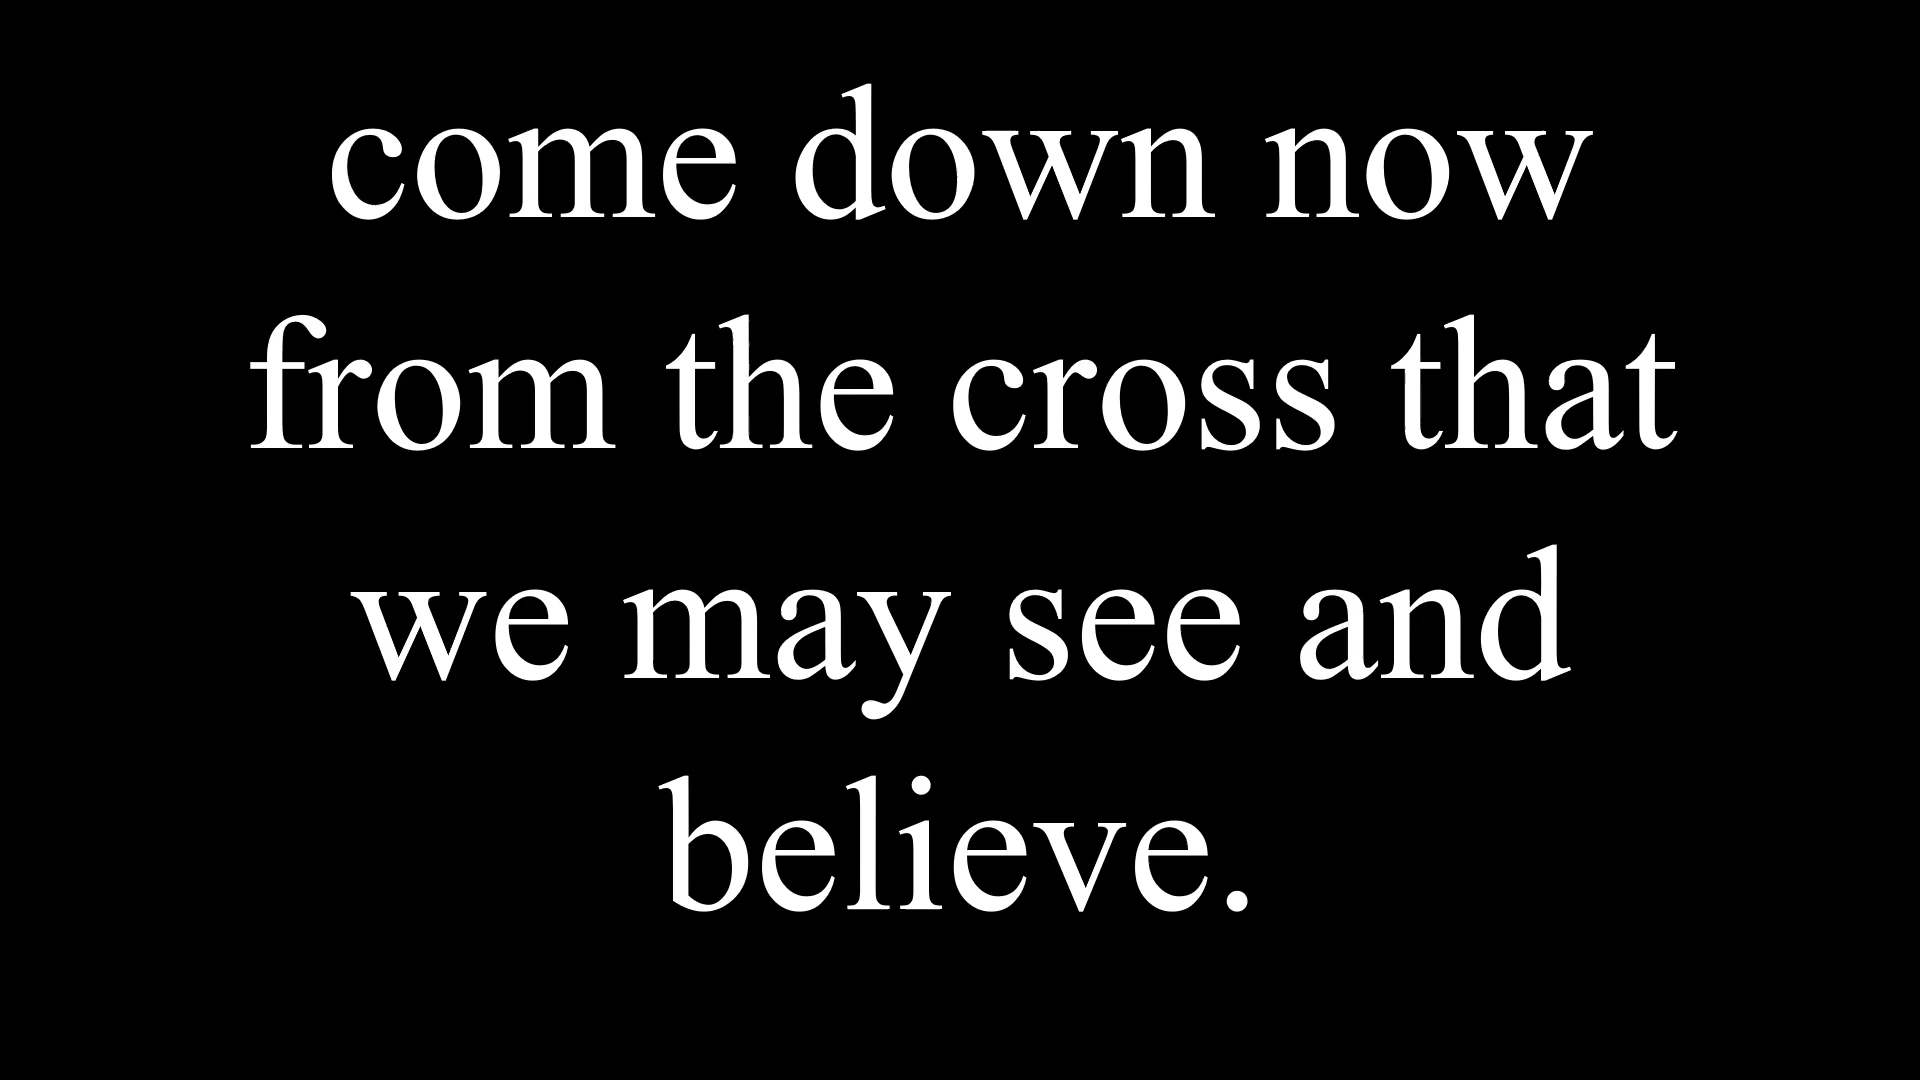 come down now
from the cross that
we may see and
believe.